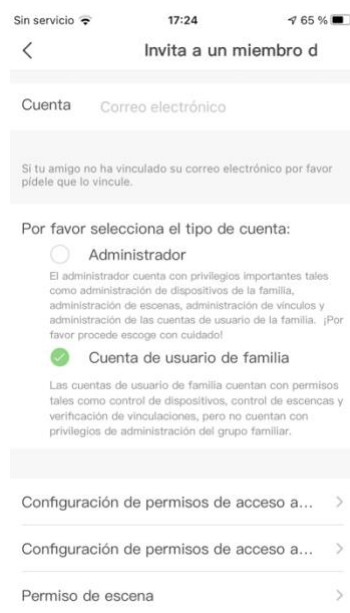 Sin servicio 17:24 65 %
Invita a un miembro d
Cuenta Correo electrónico
Si tu amigo no ha vinculado su correo electrónico por favor
pídele que lo vincule.
Por favor selecciona el tipo de cuenta:
Administrador
El administrador cuenta con privilegios importantes tales
como administración de dispositivos de la familia,
administración de escenas, administración de vínculos y
administración de las cuentas de usuario de la familia. ¡Por
favor procede escoge con cuidado!
Cuenta de usuario de familia
Las cuentas de usuario de familia cuentan con permisos
tales como control de dispositivos, control de escencas y
verificación de vinculaciones, pero no cuentan con
privilegios de administración del grupo familiar.
Configuración de permisos de acceso a...
Configuración de permisos de acceso a...
Permiso de escena